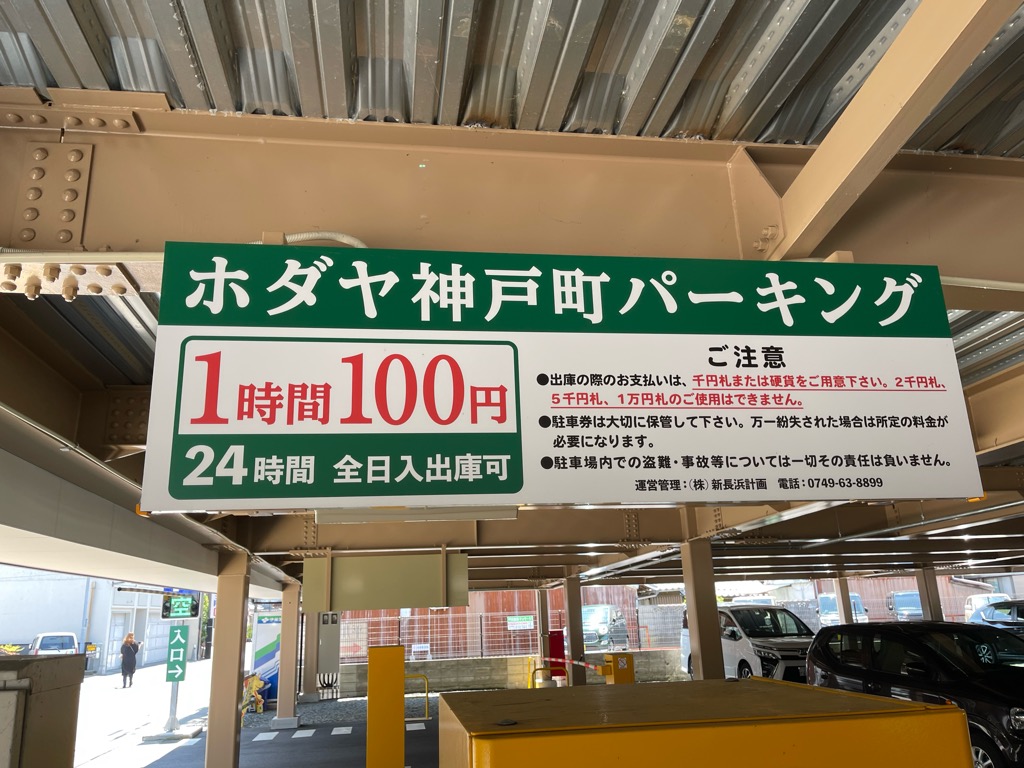 ホダヤ神戸町パーキング
1時間 100円
24時間 全日入出庫可
ご注意
●出庫の際のお支払いは、千円札または硬貨をご用意下さい。2千円札、
5千円札、1万円札のご使用はできません。
●駐車券は大切に保管して下さい。万一紛失された場合は所定の料金が
必要になります。
●駐車場内での盗難・事故等については一切その責任は負いません。
運営管理:(株)新長浜計画 電話:0749-63-8899
空
入口→